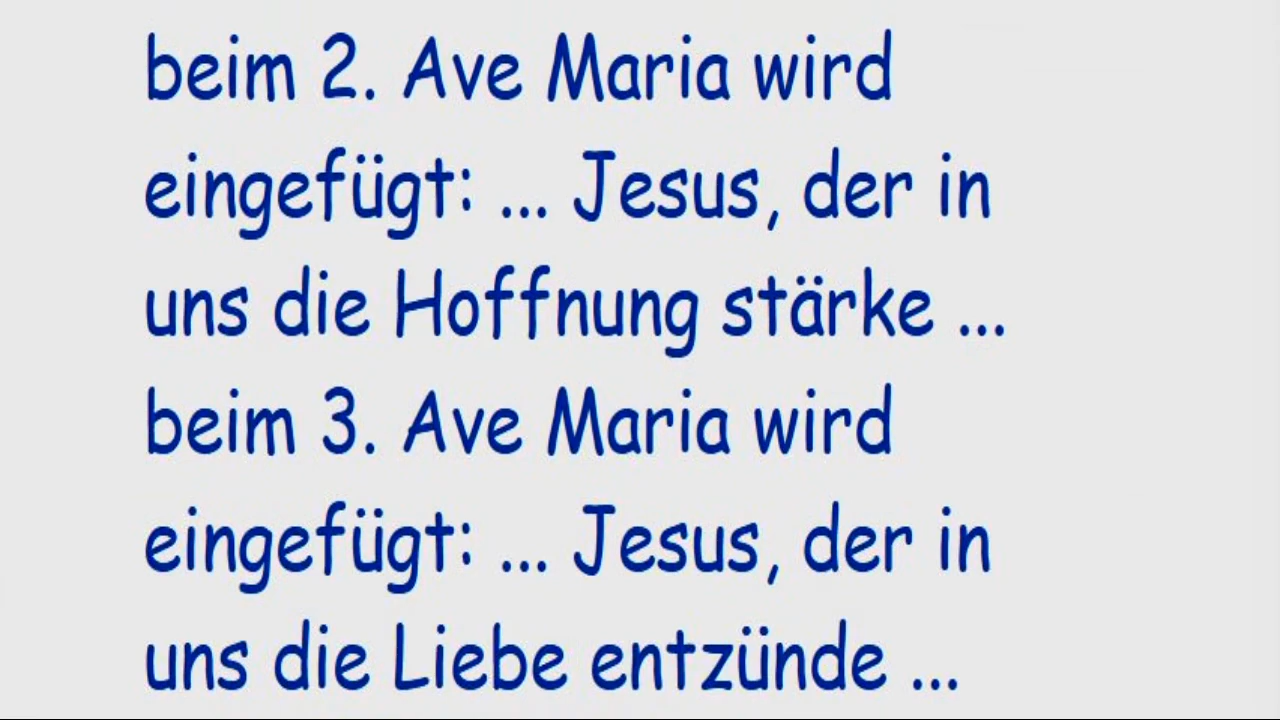 beim 2. Ave Maria wird
eingefügt: ... Jesus, der in
uns die Hoffnung stärke ...
beim 3. Ave Maria wird
eingefügt: ... Jesus, der in
uns die Liebe entzünde ...